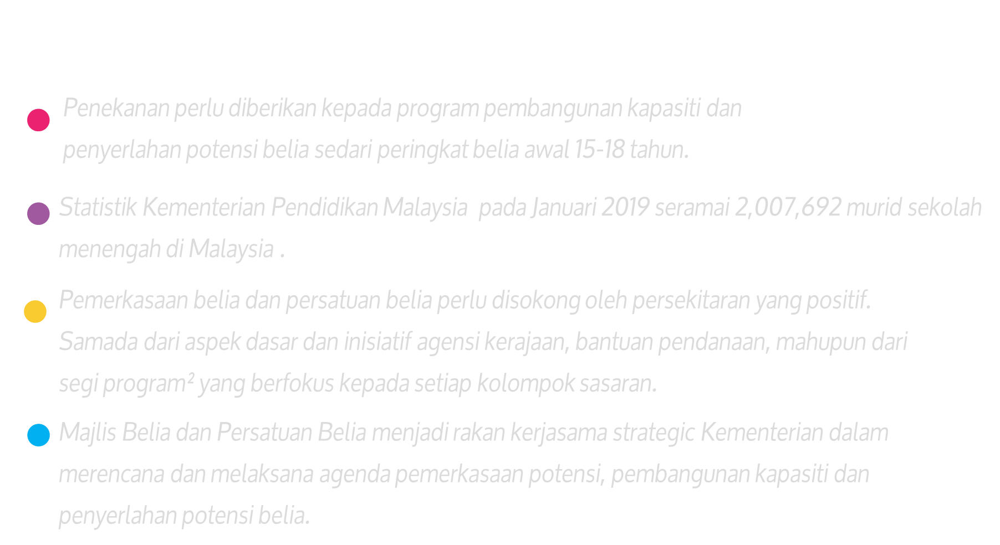 Penekanan perlu diberikan kepada program pembangunan kapasiti dan
penyerlahan potensi belia sedari peringkat belia awal 15-18 tahun.
Statistik Kementerian Pendidikan Malaysia  pada Januari 2019 seramai 2,007,692 murid sekolah
menengah di Malaysia .
Pemerkasaan belia dan persatuan belia perlu disokong oleh persekitaran yang positif.
Samada dari aspek dasar dan inisiatif agensi kerajaan, bantuan pendanaan, mahupun dari
segi program² yang berfokus kepada setiap kolompok sasaran.
Majlis Belia dan Persatuan Belia menjadi rakan kerjasama strategic Kementerian dalam
merencana dan melaksana agenda pemerkasaan potensi, pembangunan kapasiti dan
penyerlahan potensi belia.